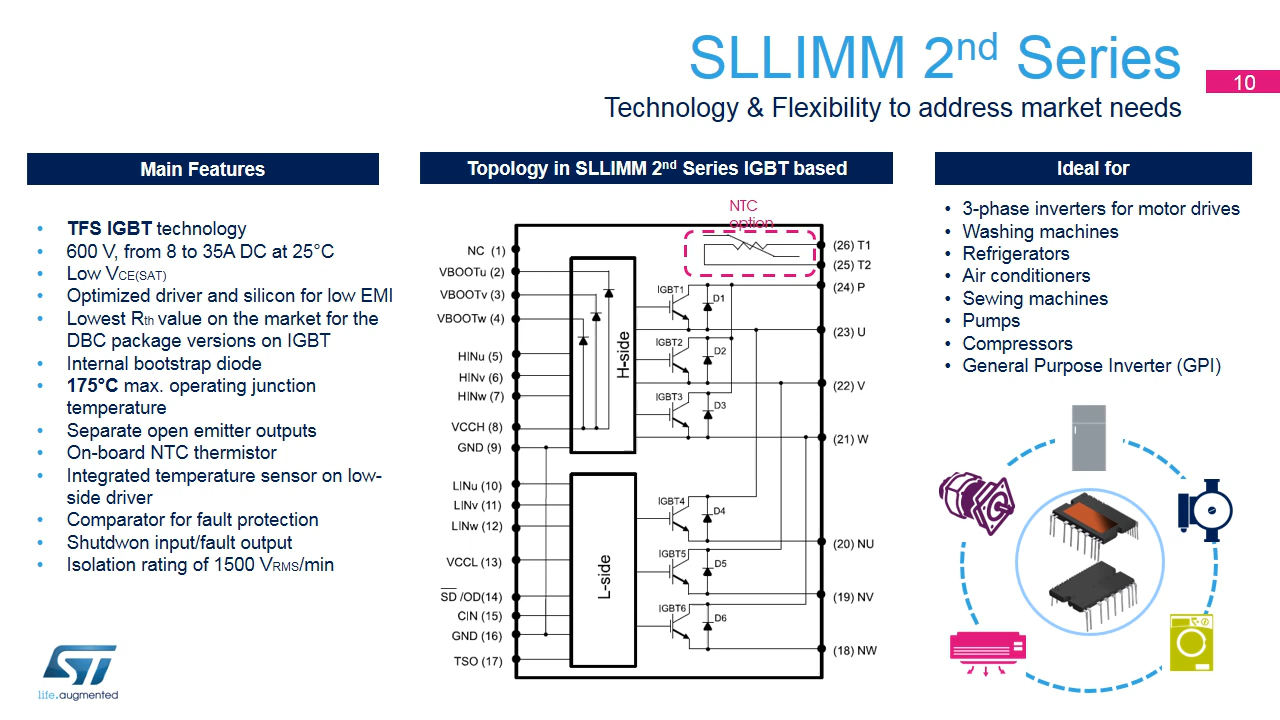 SLLIMM 2nd Series
10
Technology & Flexibility to address market needs
Main Features
• TFS IGBT technology
• 600 V, from 8 to 35A DC at 25°C
• Low VCE(SAT)
• Optimized driver and silicon for low EMI
• Lowest Rth value on the market for the
DBC package versions on IGBT
• Internal bootstrap diode
• 175°C max. operating junction
temperature
• Separate open emitter outputs
• On-board NTC thermistor
• Integrated temperature sensor on low-
side driver
• Comparator for fault protection
• Shutdwon input/fault output
• Isolation rating of 1500 VRMS/min
Topology in SLLIMM 2nd Series IGBT based
NTC
option
NC (1)
VBOOTu (2)
VBOOTv (3)
VBOOTw (4)
HINu (5)
HINv (6)
HINw (7)
VCCH (8)
GND (9)
LINu (10)
LINv (11)
LINw (12)
VCCL (13)
SD /OD(14)
CIN (15)
GND (16)
TSO (17)
H-side
L-side
IGBT1
D1
IGBT2
D2
IGBT3
D3
IGBT4
D4
IGBT5
D5
IGBT6
D6
(26) T1
(25) T2
(24) P
(23) U
(22) V
(21) W
(20) NU
(19) NV
(18) NW
Ideal for
• 3-phase inverters for motor drives
• Washing machines
• Refrigerators
• Air conditioners
• Sewing machines
• Pumps
• Compressors
• General Purpose Inverter (GPI)
ST
life.augmented